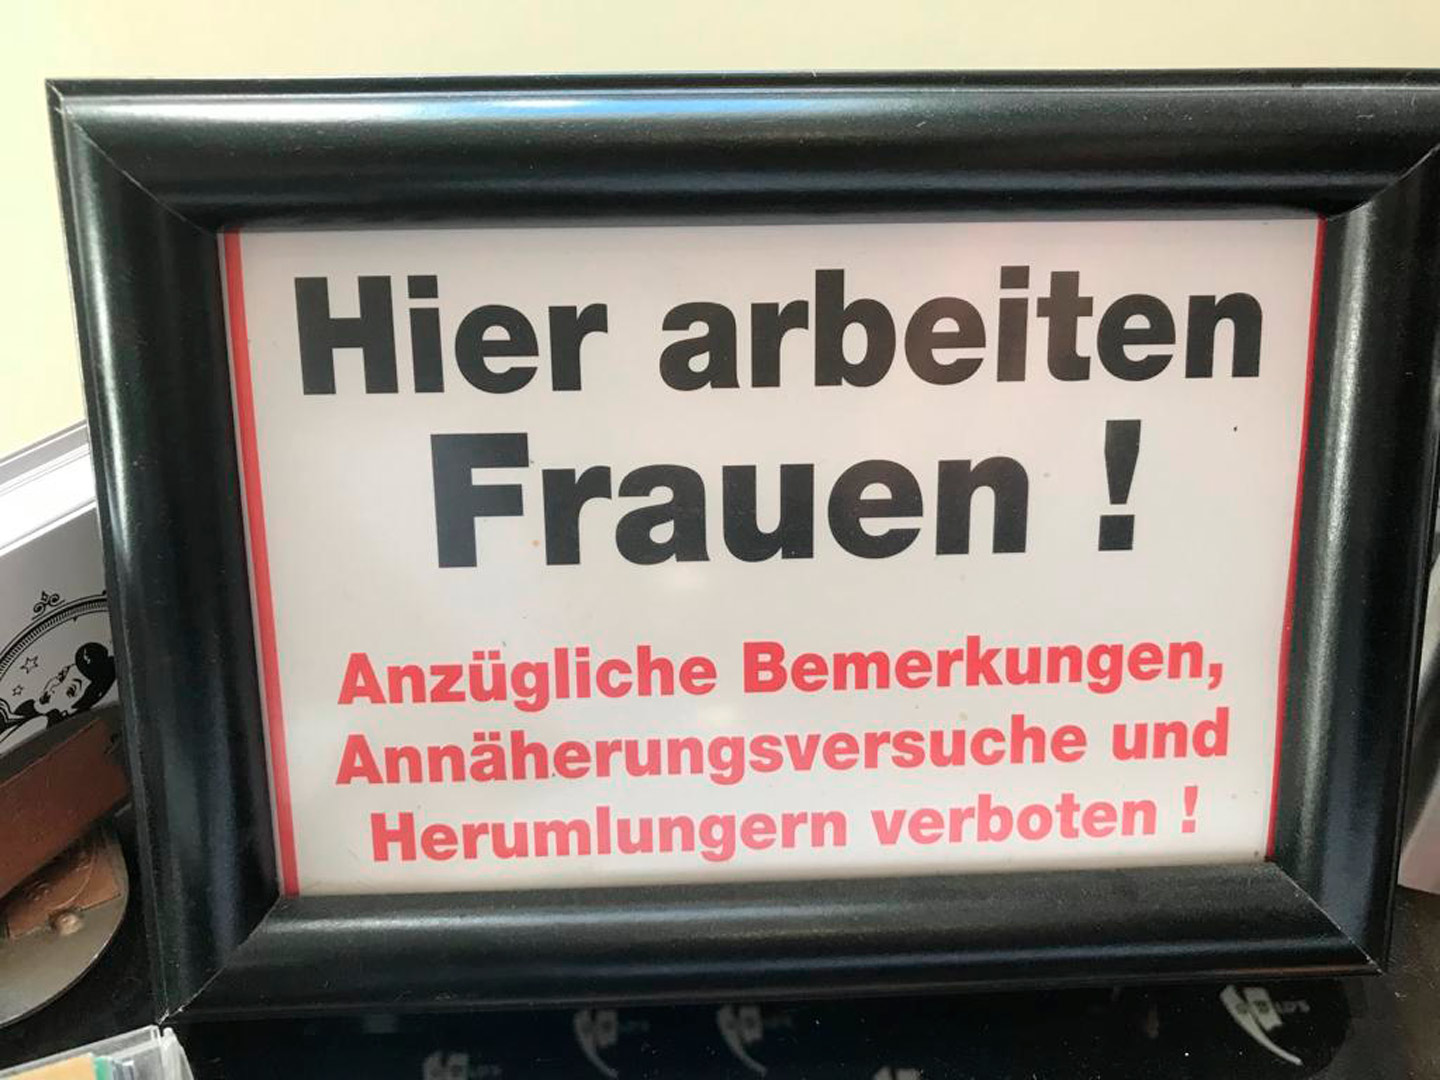 Hier arbeiten
Frauen !
Anzügliche Bemerkungen,
Annäherungsversuche und
Herumlungern verboten !